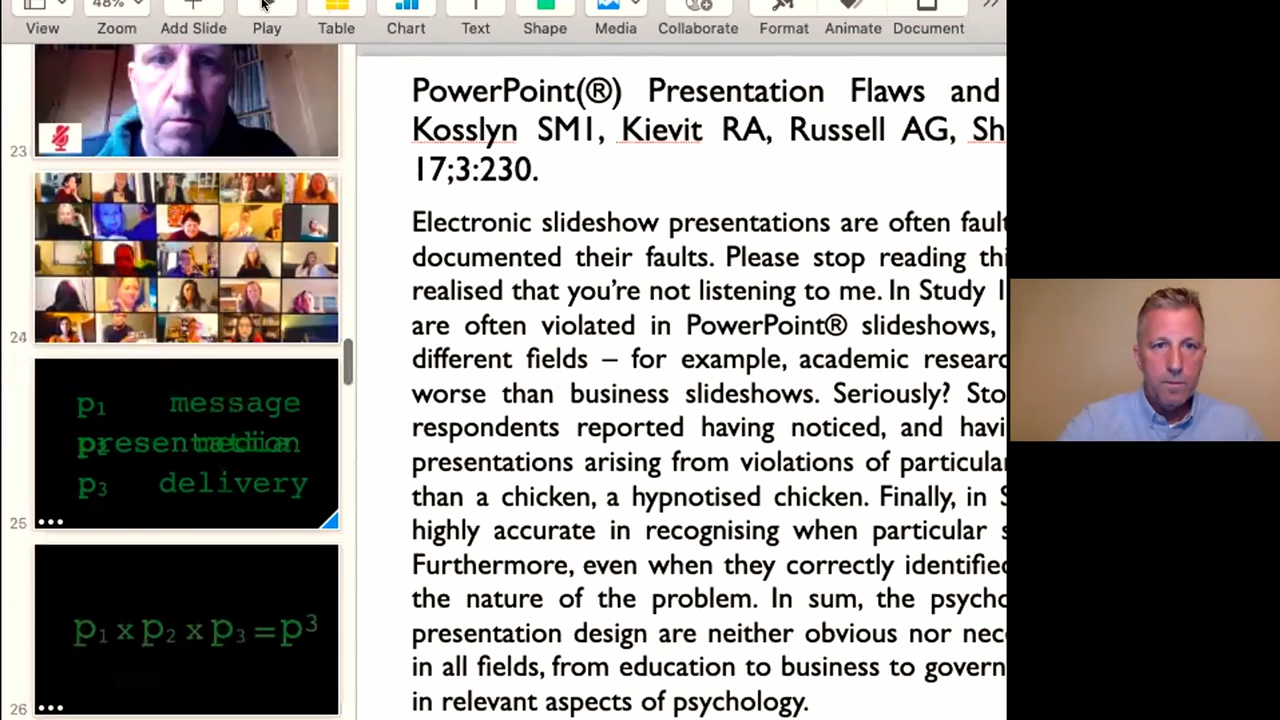 48%
View
Zoom
Add Slide
Play
Table
Chart
Text
Shape
Media
Collaborate
Format
Animate
Document
23
24
p1 message
presentation
p3 delivery
25
p1xp2xp3=p3
26
PowerPoint(®) Presentation Flaws and
Kosslyn SM1, Kievit RA, Russell AG, Sh
17;3:230.
Electronic slideshow presentations are often fault
documented their faults. Please stop reading thi
realised that you’re not listening to me. In Study 1
are often violated in PowerPoint® slideshows,
different fields – for example, academic researc
worse than business slideshows. Seriously? Sto
respondents reported having noticed, and havi
presentations arising from violations of particular
than a chicken, a hypnotised chicken. Finally, in S
highly accurate in recognising when particular s
Furthermore, even when they correctly identified
the nature of the problem. In sum, the psycho
presentation design are neither obvious nor nece
in all fields, from education to business to govern
in relevant aspects of psychology.